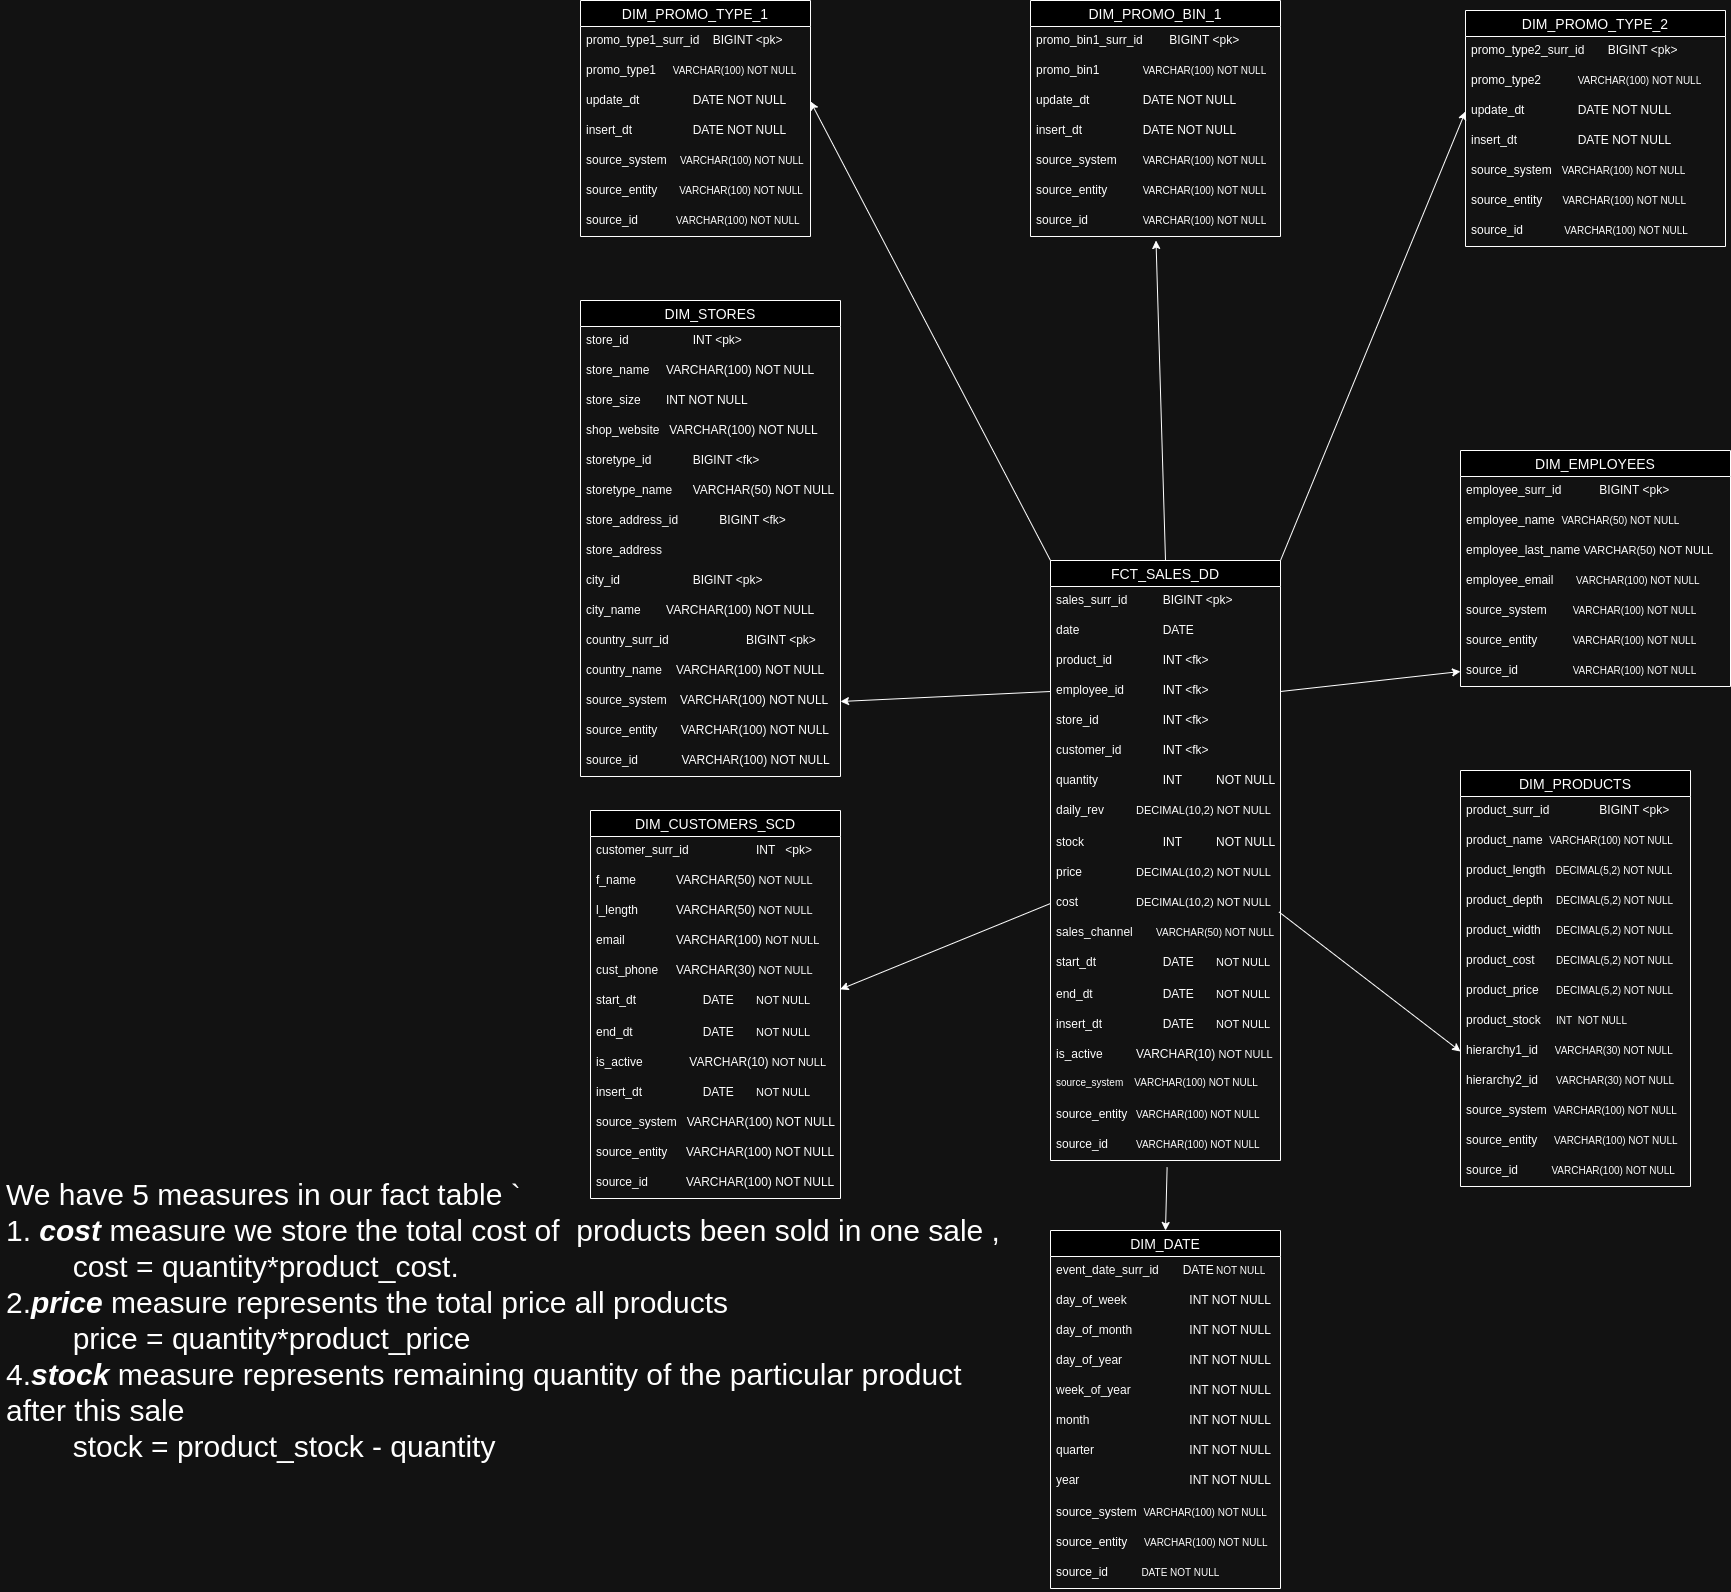 DIM_PROMO_TYPE_1
promo_type1_surr_id BIGINT <pk>
promo_type1 VARCHAR(100) NOT NULL
update_dt DATE NOT NULL
insert_dt DATE NOT NULL
source_system VARCHAR(100) NOT NULL
source_entity VARCHAR(100) NOT NULL
source_id VARCHAR(100) NOT NULL
DIM_PROMO_BIN_1
promo_bin1_surr_id BIGINT <pk>
promo_bin1 VARCHAR(100) NOT NULL
update_dt DATE NOT NULL
insert_dt DATE NOT NULL
source_system VARCHAR(100) NOT NULL
source_entity VARCHAR(100) NOT NULL
source_id VARCHAR(100) NOT NULL
DIM_PROMO_TYPE_2
promo_type2_surr_id BIGINT <pk>
promo_type2 VARCHAR(100) NOT NULL
update_dt DATE NOT NULL
insert_dt DATE NOT NULL
source_system VARCHAR(100) NOT NULL
source_entity VARCHAR(100) NOT NULL
source_id VARCHAR(100) NOT NULL
DIM_STORES
store_id INT <pk>
store_name VARCHAR(100) NOT NULL
store_size INT NOT NULL
shop_website VARCHAR(100) NOT NULL
storetype_id BIGINT <fk>
storetype_name VARCHAR(50) NOT NULL
store_address_id BIGINT <fk>
store_address
city_id BIGINT <pk>
city_name VARCHAR(100) NOT NULL
country_surr_id BIGINT <pk>
country_name VARCHAR(100) NOT NULL
source_system VARCHAR(100) NOT NULL
source_entity VARCHAR(100) NOT NULL
source_id VARCHAR(100) NOT NULL
DIM_EMPLOYEES
employee_surr_id BIGINT <pk>
employee_name VARCHAR(50) NOT NULL
employee_last_name VARCHAR(50) NOT NULL
employee_email VARCHAR(100) NOT NULL
source_system VARCHAR(100) NOT NULL
source_entity VARCHAR(100) NOT NULL
source_id VARCHAR(100) NOT NULL
FCT_SALES_DD
sales_surr_id BIGINT <pk>
date DATE
product_id INT <fk>
employee_id INT <fk>
store_id INT <fk>
customer_id INT <fk>
quantity INT NOT NULL
daily_rev DECIMAL(10,2) NOT NULL
stock INT NOT NULL
price DECIMAL(10,2) NOT NULL
cost DECIMAL(10,2) NOT NULL
sales_channel VARCHAR(50) NOT NULL
start_dt DATE NOT NULL
end_dt DATE NOT NULL
insert_dt DATE NOT NULL
is_active VARCHAR(10) NOT NULL
source_system VARCHAR(100) NOT NULL
source_entity VARCHAR(100) NOT NULL
source_id VARCHAR(100) NOT NULL
DIM_PRODUCTS
product_surr_id BIGINT <pk>
product_name VARCHAR(100) NOT NULL
product_length DECIMAL(5,2) NOT NULL
product_depth DECIMAL(5,2) NOT NULL
product_width DECIMAL(5,2) NOT NULL
product_cost DECIMAL(5,2) NOT NULL
product_price DECIMAL(5,2) NOT NULL
product_stock INT NOT NULL
hierarchy1_id VARCHAR(30) NOT NULL
hierarchy2_id VARCHAR(30) NOT NULL
source_system VARCHAR(100) NOT NULL
source_entity VARCHAR(100) NOT NULL
source_id VARCHAR(100) NOT NULL
DIM_CUSTOMERS_SCD
customer_surr_id INT <pk>
f_name VARCHAR(50) NOT NULL
l_length VARCHAR(50) NOT NULL
email VARCHAR(100) NOT NULL
cust_phone VARCHAR(30) NOT NULL
start_dt DATE NOT NULL
end_dt DATE NOT NULL
is_active VARCHAR(10) NOT NULL
insert_dt DATE NOT NULL
source_system VARCHAR(100) NOT NULL
source_entity VARCHAR(100) NOT NULL
source_id VARCHAR(100) NOT NULL
We have 5 measures in our fact table `
1. cost measure we store the total cost of products been sold in one sale ,
cost = quantity*product_cost.
2.price measure represents the total price all products
price = quantity*product_price
4.stock measure represents remaining quantity of the particular product
after this sale
stock = product_stock - quantity
DIM_DATE
event_date_surr_id DATE NOT NULL
day_of_week INT NOT NULL
day_of_month INT NOT NULL
day_of_year INT NOT NULL
week_of_year INT NOT NULL
month INT NOT NULL
quarter INT NOT NULL
year INT NOT NULL
source_system VARCHAR(100) NOT NULL
source_entity VARCHAR(100) NOT NULL
source_id DATE NOT NULL